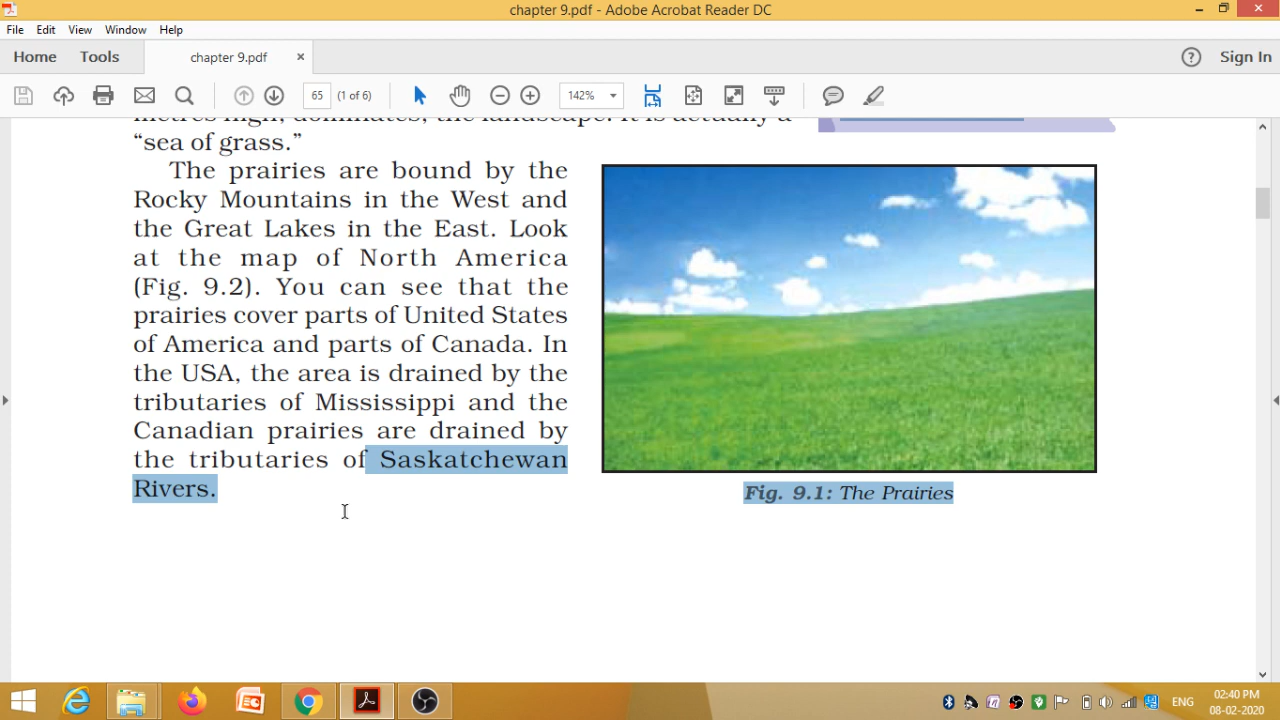 chapter 9.pdf - Adobe Acrobat Reader DC
File Edit View Window Help
Home Tools chapter 9.pdf × Sign In
65 (1 of 6) 142%
metres high, dominates, the landscape. It is actually a
“sea of grass.”
The prairies are bound by the
Rocky Mountains in the West and
the Great Lakes in the East. Look
at the map of North America
(Fig. 9.2). You can see that the
prairies cover parts of United States
of America and parts of Canada. In
the USA, the area is drained by the
tributaries of Mississippi and the
Canadian prairies are drained by
the tributaries of Saskatchewan
Rivers.
Fig. 9.1: The Prairies
ENG
02:40 PM
08-02-2020